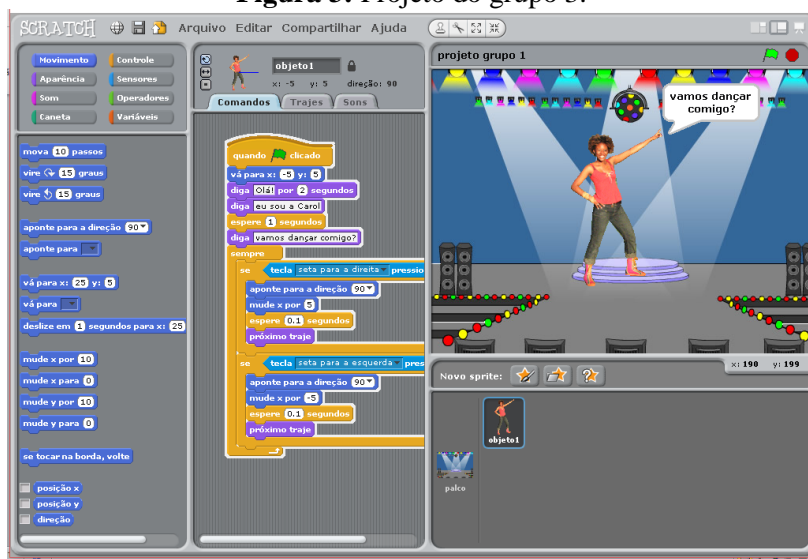 Figura 3: Projeto do grupo 3.
SCRATCH
Arquivo Editar Compartilhar Ajuda
Movimento
Controle
Aparência
Sensores
Som
Operadores
Caneta
Variáveis
mova 10 passos
vire 15 graus
vire 15 graus
aponte para a direção 90
aponte para
vá para x: 25 y: 5
vá para
deslize em 1 segundos para x: 25
mude x por 10
mude x para 0
mude y por 10
mude y para 0
se tocar na borda, volte
posição x
posição y
direção
objeto1
x: -5 y: 5 direção: 90
Comandos Trajes Sons
quando clicado
vá para x: -5 y: 5
diga Olá! por 2 segundos
diga eu sou a Carol
espere 1 segundos
diga vamos dançar comigo?
sempre
se tecla seta para a direita pressio
aponte para a direção 90
mude x por 5
espere 0.1 segundos
próximo traje
se tecla seta para a esquerda pres
aponte para a direção 90
mude x por -5
espere 0.1 segundos
próximo traje
projeto grupo 1
vamos dançar
comigo?
x: 190 y: 199
Novo sprite:
objeto1
palco